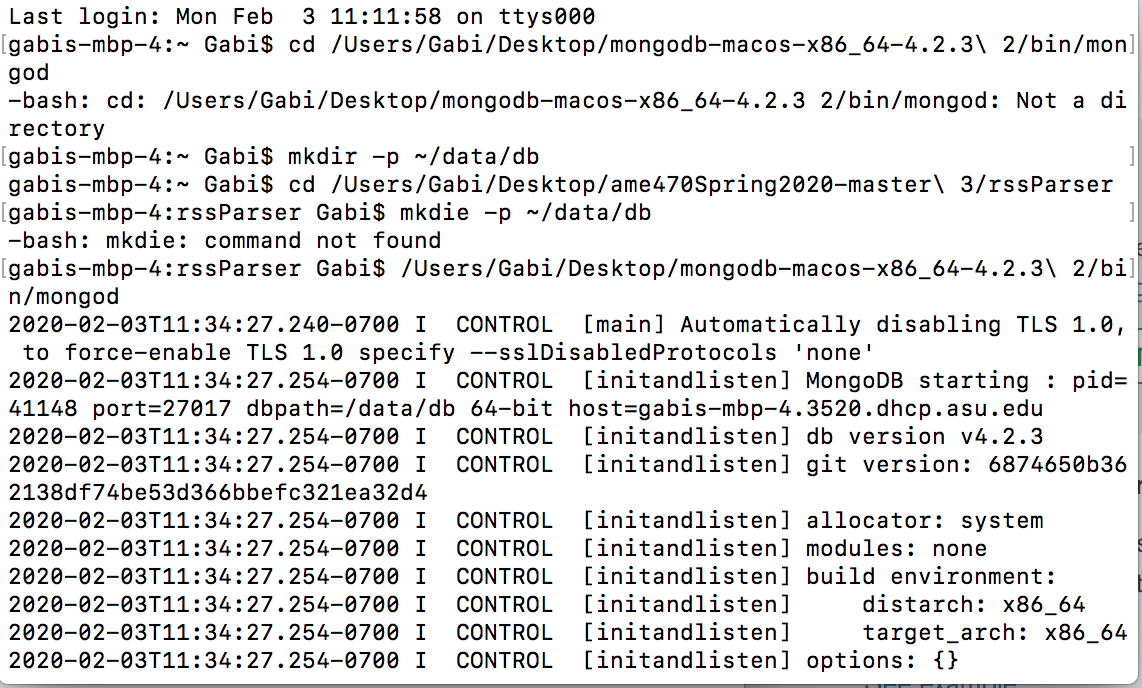 Last login: Mon Feb  3 11:11:58 on ttys000
[gabis-mbp-4:~ Gabi$ cd /Users/Gabi/Desktop/mongodb-macos-x86_64-4.2.3\ 2/bin/mon]
god
-bash: cd: /Users/Gabi/Desktop/mongodb-macos-x86_64-4.2.3 2/bin/mongod: Not a di
rectory
[gabis-mbp-4:~ Gabi$ mkdir -p ~/data/db ]
gabis-mbp-4:~ Gabi$ cd /Users/Gabi/Desktop/ame470Spring2020-master\ 3/rssParser
[gabis-mbp-4:rssParser Gabi$ mkdie -p ~/data/db ]
-bash: mkdie: command not found
[gabis-mbp-4:rssParser Gabi$ /Users/Gabi/Desktop/mongodb-macos-x86_64-4.2.3\ 2/bi]
n/mongod
2020-02-03T11:34:27.240-0700 I  CONTROL  [main] Automatically disabling TLS 1.0,
 to force-enable TLS 1.0 specify --sslDisabledProtocols 'none'
2020-02-03T11:34:27.254-0700 I  CONTROL  [initandlisten] MongoDB starting : pid=
41148 port=27017 dbpath=/data/db 64-bit host=gabis-mbp-4.3520.dhcp.asu.edu
2020-02-03T11:34:27.254-0700 I  CONTROL  [initandlisten] db version v4.2.3
2020-02-03T11:34:27.254-0700 I  CONTROL  [initandlisten] git version: 6874650b36
2138df74be53d366bbefc321ea32d4
2020-02-03T11:34:27.254-0700 I  CONTROL  [initandlisten] allocator: system
2020-02-03T11:34:27.254-0700 I  CONTROL  [initandlisten] modules: none
2020-02-03T11:34:27.254-0700 I  CONTROL  [initandlisten] build environment:
2020-02-03T11:34:27.254-0700 I  CONTROL  [initandlisten]     distarch: x86_64
2020-02-03T11:34:27.254-0700 I  CONTROL  [initandlisten]     target_arch: x86_64
2020-02-03T11:34:27.254-0700 I  CONTROL  [initandlisten] options: {}